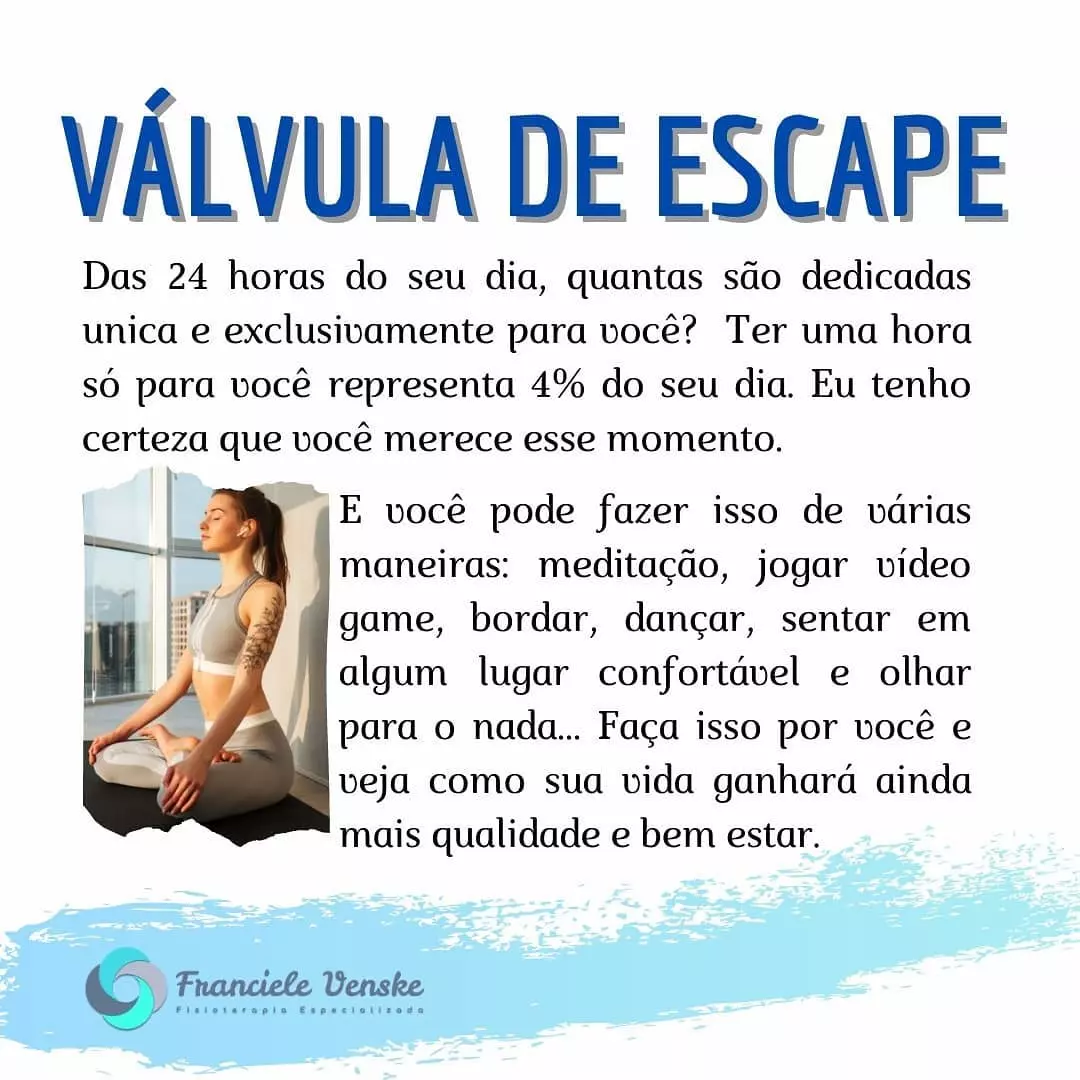 VÁLVULA DE ESCAPE
Das 24 horas do seu dia, quantas são dedicadas
unica e exclusivamente para você? Ter uma hora
só para você representa 4% do seu dia. Eu tenho
certeza que você merece esse momento.
E você pode fazer isso de várias
maneiras: meditação, jogar vídeo
game, bordar, dançar, sentar em
algum lugar confortável e olhar
para o nada... Faça isso por você e
veja como sua vida ganhará ainda
mais qualidade e bem estar.
Franciele Venske
Fisioterapia Especializada